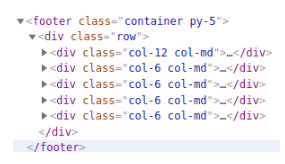 ▼<footer class="container py-5">
▼<div class="row">
▶<div class="col-12 col-md">…</div>
▶<div class="col-6 col-md">…</div>
▶<div class="col-6 col-md">…</div>
▶<div class="col-6 col-md">…</div>
▶<div class="col-6 col-md">…</div>
</div>
</footer>